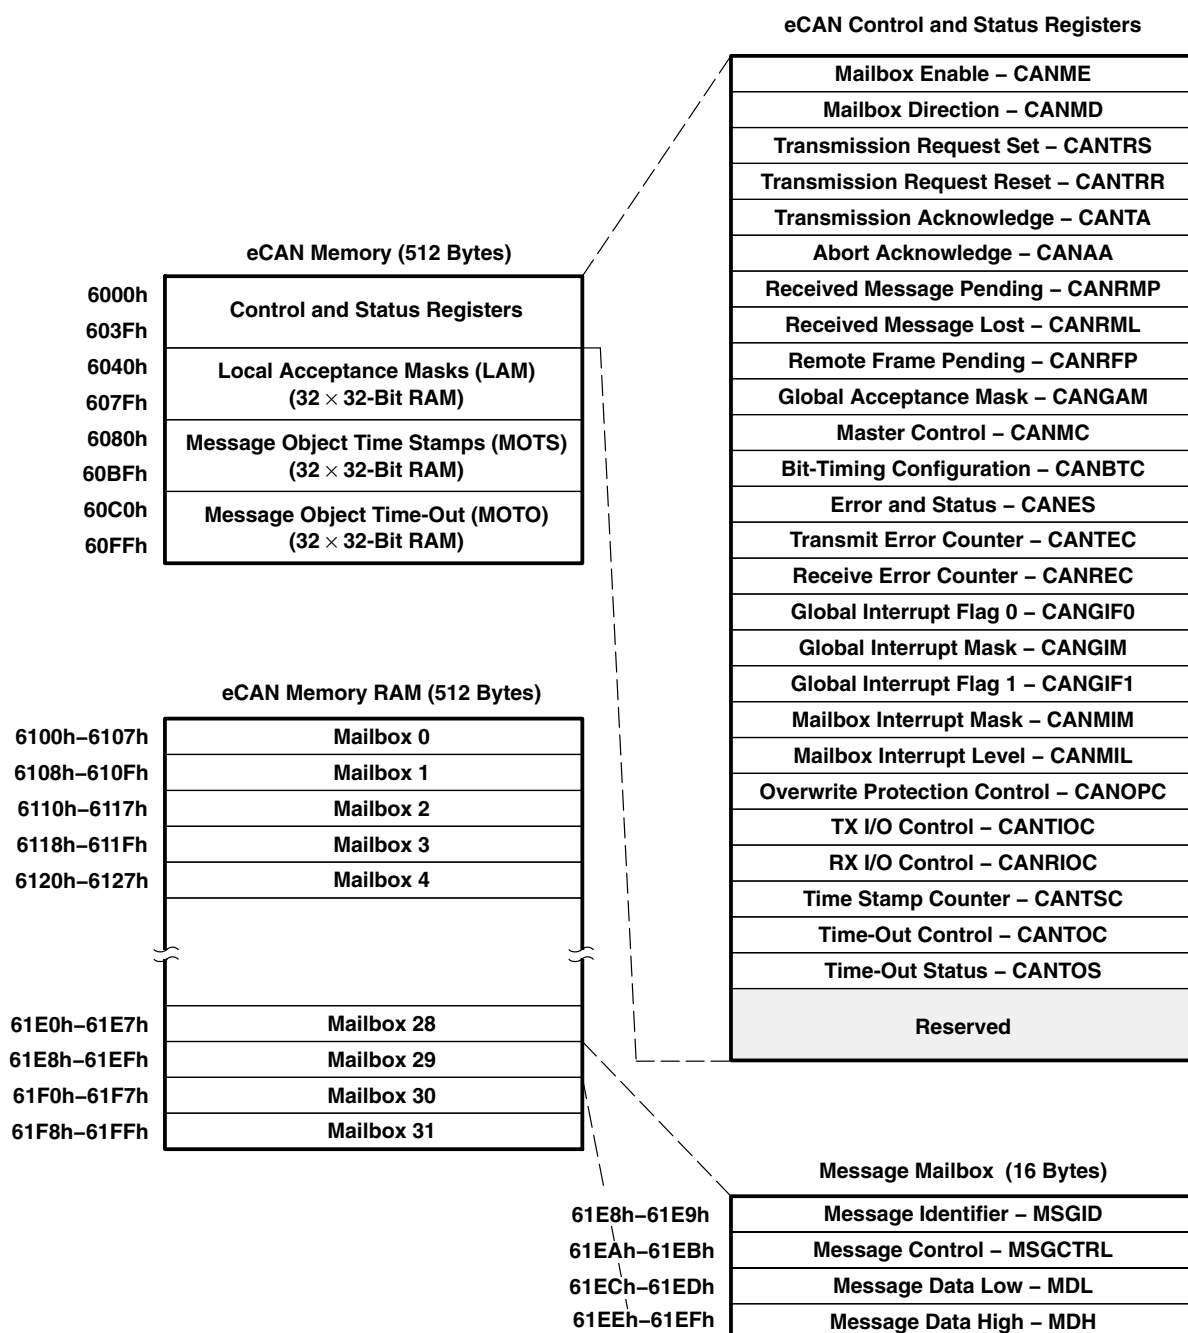 eCAN Control and Status Registers
Mailbox Enable – CANME
Mailbox Direction – CANMD
Transmission Request Set – CANTRS
Transmission Request Reset – CANTRR
Transmission Acknowledge – CANTA
Abort Acknowledge – CANAA
Received Message Pending – CANRMP
Received Message Lost – CANRML
Remote Frame Pending – CANRFP
Global Acceptance Mask – CANGAM
Master Control – CANMC
Bit-Timing Configuration – CANBTC
Error and Status – CANES
Transmit Error Counter – CANTEC
Receive Error Counter – CANREC
Global Interrupt Flag 0 – CANGIF0
Global Interrupt Mask – CANGIM
Global Interrupt Flag 1 – CANGIF1
Mailbox Interrupt Mask – CANMIM
Mailbox Interrupt Level – CANMIL
Overwrite Protection Control – CANOPC
TX I/O Control – CANTIOC
RX I/O Control – CANRIOC
Time Stamp Counter – CANTSC
Time-Out Control – CANTOC
Time-Out Status – CANTOS
Reserved
eCAN Memory (512 Bytes)
6000h
Control and Status Registers
603Fh
6040h
Local Acceptance Masks (LAM)
(32 × 32-Bit RAM)
607Fh
6080h
Message Object Time Stamps (MOTS)
(32 × 32-Bit RAM)
60BFh
60C0h
Message Object Time-Out (MOTO)
(32 × 32-Bit RAM)
60FFh
eCAN Memory RAM (512 Bytes)
6100h–6107h Mailbox 0
6108h–610Fh Mailbox 1
6110h–6117h Mailbox 2
6118h–611Fh Mailbox 3
6120h–6127h Mailbox 4
61E0h–61E7h Mailbox 28
61E8h–61EFh Mailbox 29
61F0h–61F7h Mailbox 30
61F8h–61FFh Mailbox 31
Message Mailbox (16 Bytes)
61E8h–61E9h Message Identifier – MSGID
61EAh–61EBh Message Control – MSGCTRL
61ECh–61EDh Message Data Low – MDL
61EEh–61EFh Message Data High – MDH